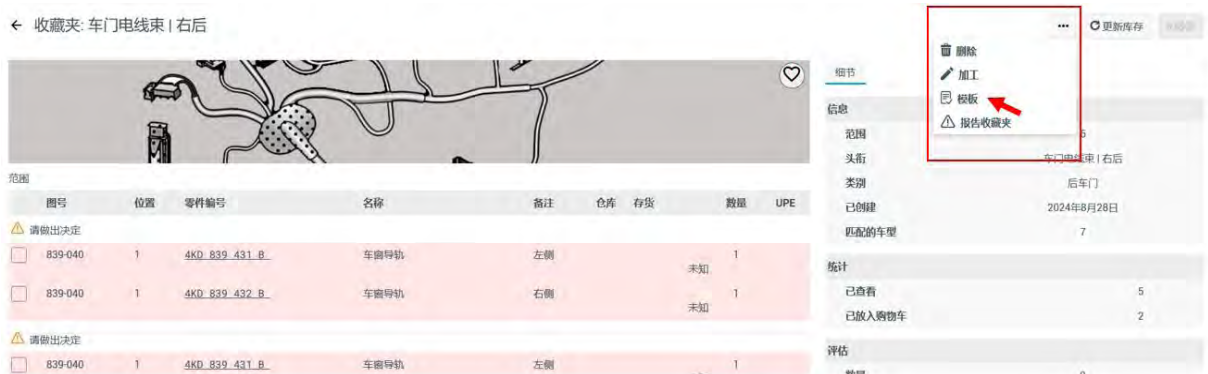 ← 收藏夹: 车门电线束 | 右后
更新库存
删除
加工
模板
报告收藏夹
细节
信息
范围
头衔 车门电线束 | 右后
类别 后车门
已创建 2024年8月28日
匹配的车型 7
统计
已查看 5
已放入购物车 2
评估
范围
图号 位置 零件编号 名称 备注 仓库 存货 数量 UPE
请做出决定
839-040 1 4KD 839 431 B 车窗导轨 左侧 未知 1
839-040 1 4KD 839 432 B 车窗导轨 右侧 未知 1
请做出决定
839-040 1 4KD 839 431 B 车窗导轨 左侧 1